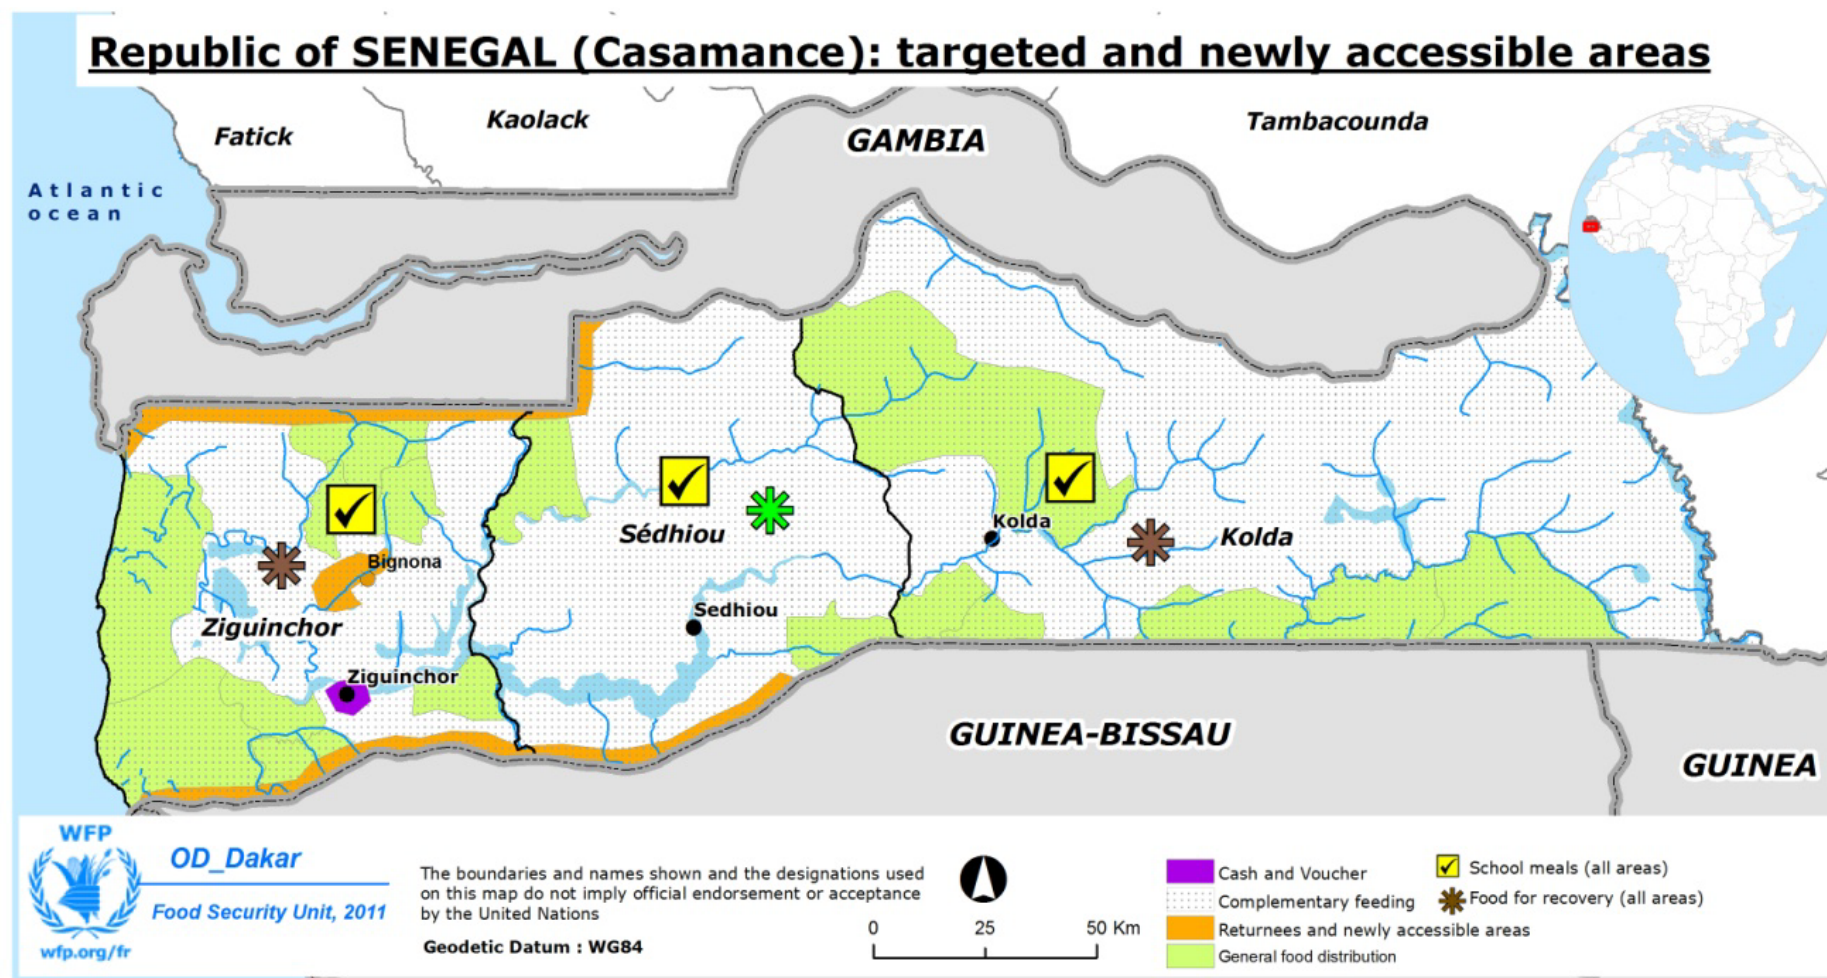 Republic of SENEGAL (Casamance): targeted and newly accessible areas
Fatick
Kaolack
GAMBIA
Tambacounda
Atlantic
ocean
Sédhiou
Kolda
Kolda
Bignona
Sedhiou
Ziguinchor
Ziguinchor
GUINEA-BISSAU
GUINEA
WFP
wfp.org/fr
OD_Dakar
Food Security Unit, 2011
The boundaries and names shown and the designations used
on this map do not imply official endorsement or acceptance
by the United Nations
Geodetic Datum : WG84
0 25 50 Km
Cash and Voucher
Complementary feeding
Returnees and newly accessible areas
General food distribution
School meals (all areas)
Food for recovery (all areas)